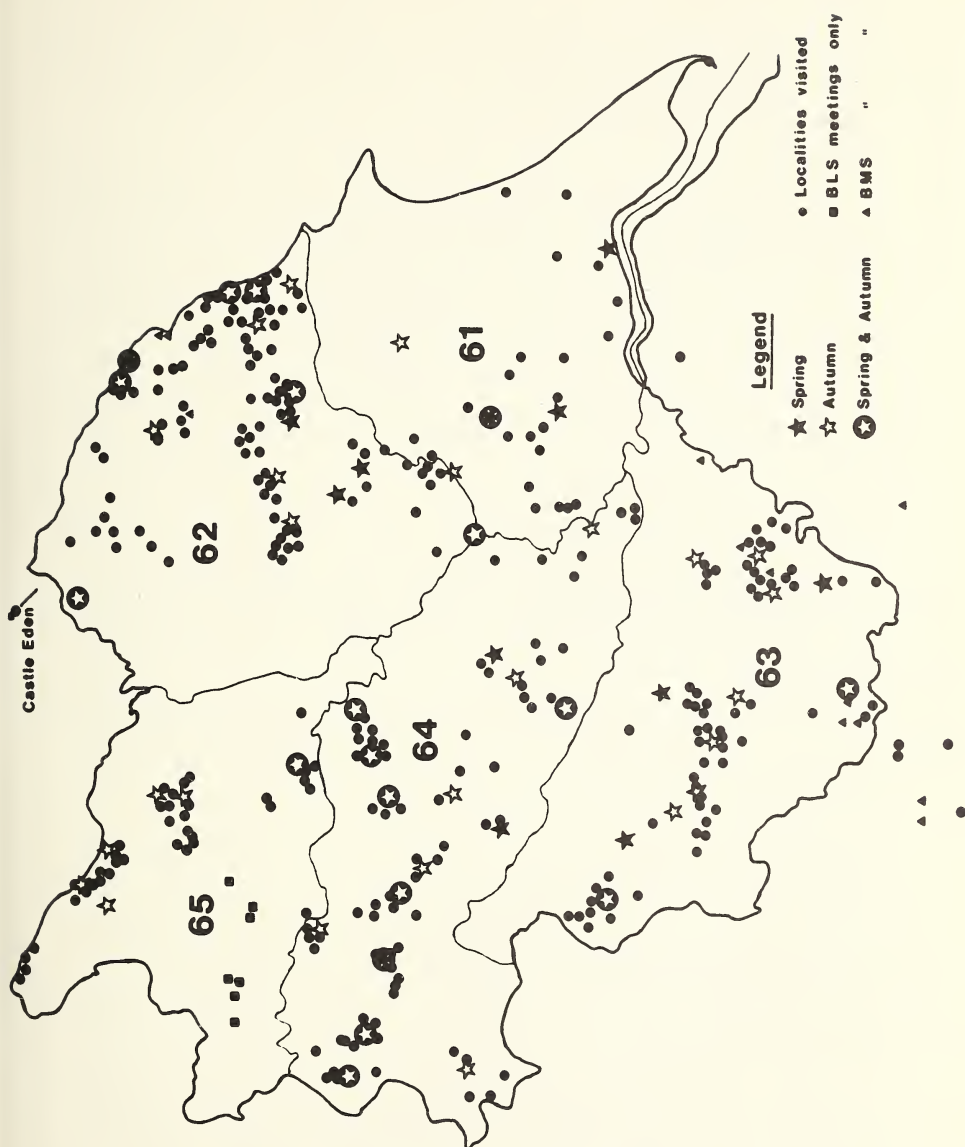 Castle Eden
62
65
61
64
63
Legend
Spring
Autumn
Spring & Autumn
Localities visited
BLS meetings only
BMS " "